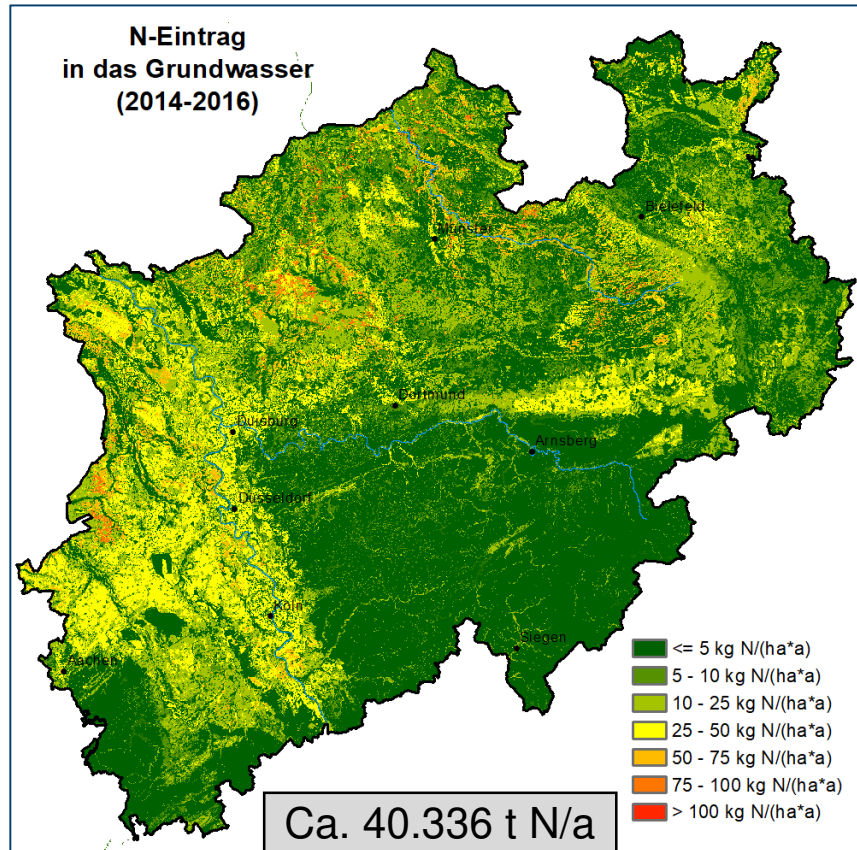 N-Eintrag
in das Grundwasser
(2014-2016)
Bielefeld
Münster
Dortmund
Duisburg
Arnsberg
Düsseldorf
Köln
Siegen
Aachen
<= 5 kg N/(ha*a)
5 - 10 kg N/(ha*a)
10 - 25 kg N/(ha*a)
25 - 50 kg N/(ha*a)
50 - 75 kg N/(ha*a)
75 - 100 kg N/(ha*a)
> 100 kg N/(ha*a)
Ca. 40.336 t N/a